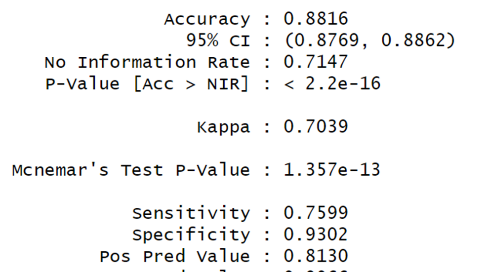 Accuracy : 0.8816
95% CI : (0.8769, 0.8862)
No Information Rate : 0.7147
P-Value [Acc > NIR] : < 2.2e-16
Kappa : 0.7039
Mcnemar's Test P-Value : 1.357e-13
Sensitivity : 0.7599
Specificity : 0.9302
Pos Pred Value : 0.8130